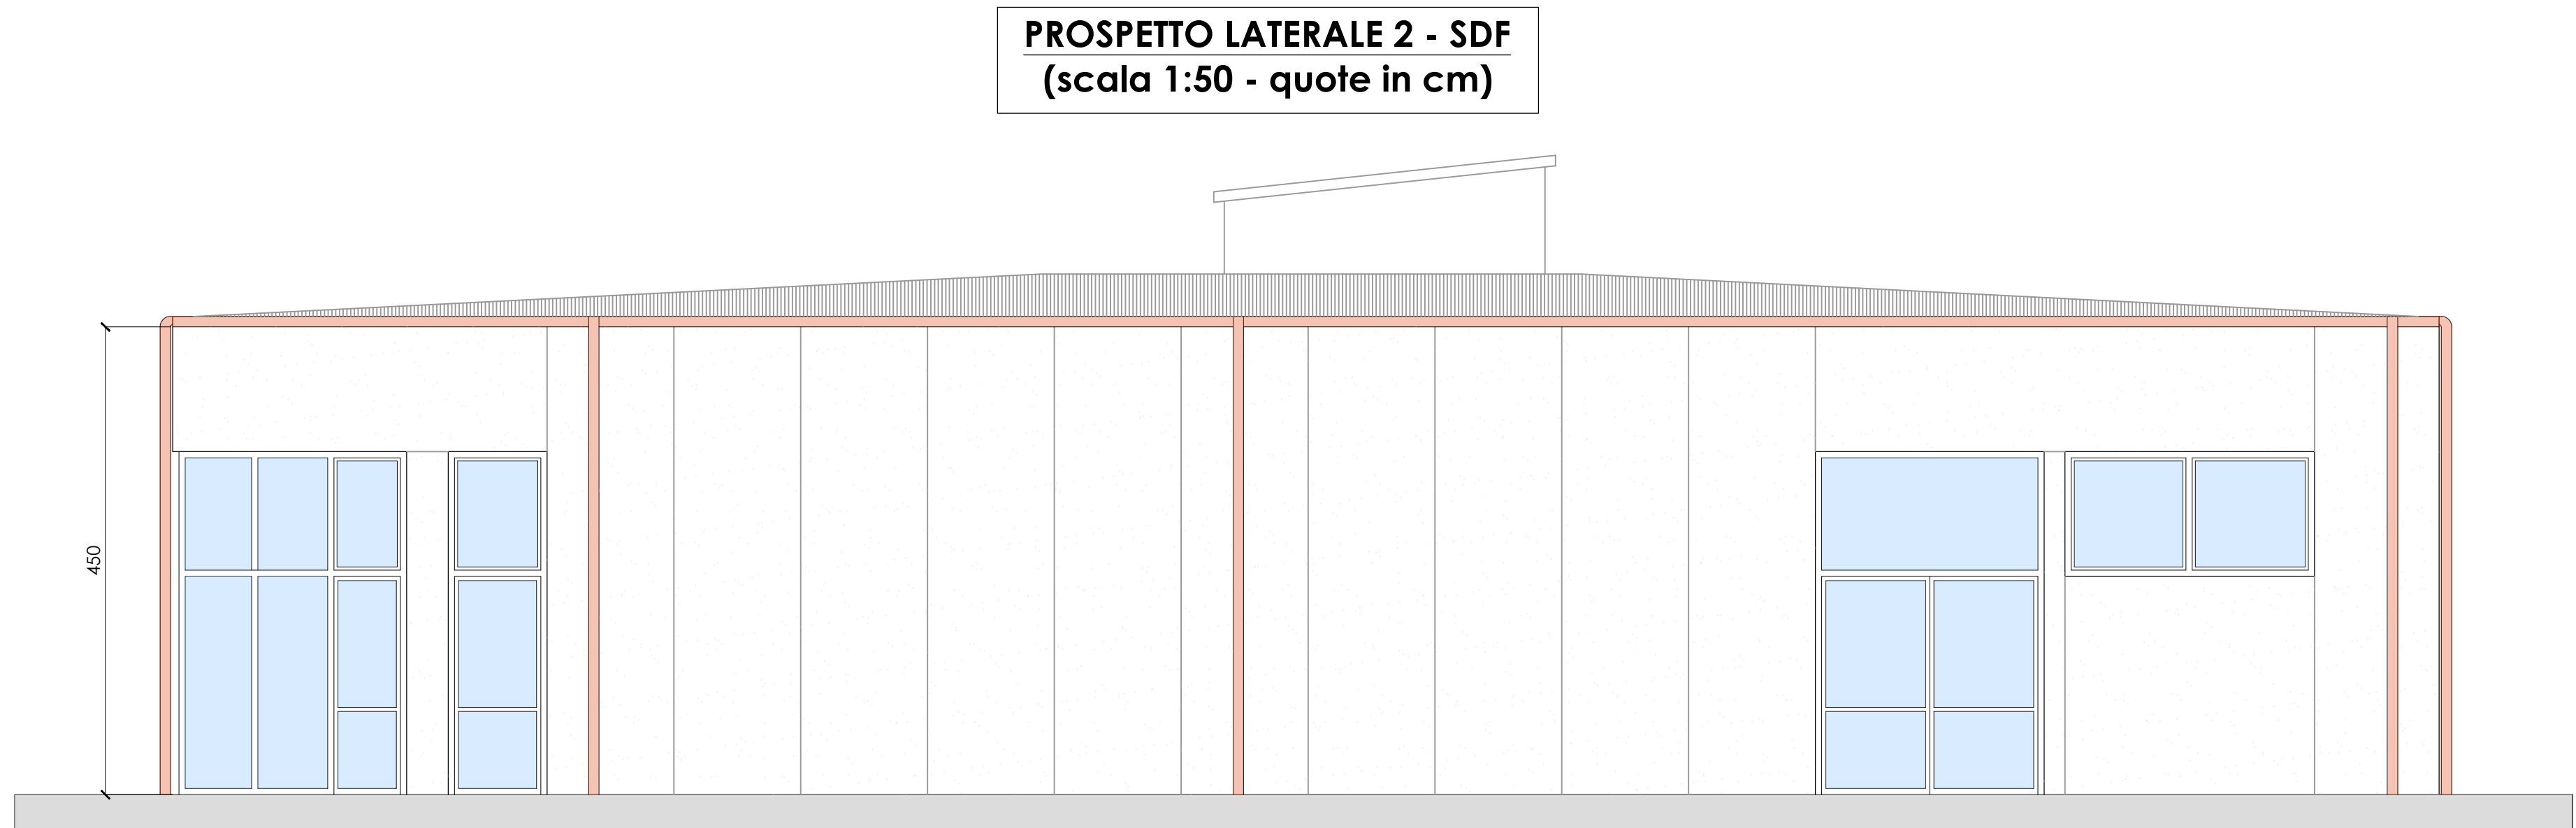 PROSPETTO LATERALE 2 - SDF
(scala 1:50 - quote in cm)
450